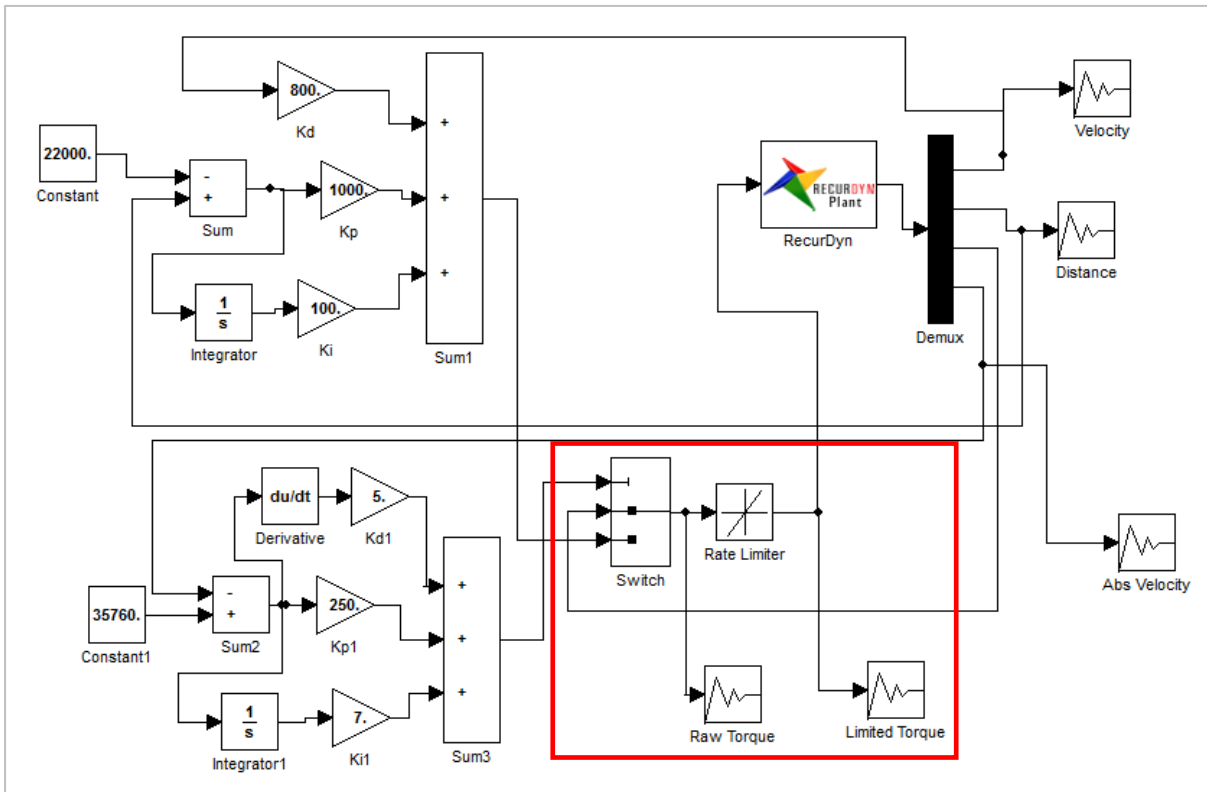 800.
Kd
22000.
Constant
-
+
Sum
1000.
Kp
1
s
Integrator
100.
Ki
+
+
+
Sum1
RECURDYN
Plant
RecurDyn
Demux
Velocity
Distance
Abs Velocity
du/dt
Derivative
5.
Kd1
35760.
Constant1
-
+
Sum2
250.
Kp1
1
s
Integrator1
7.
Ki1
+
+
+
Sum3
Switch
Rate Limiter
Raw Torque
Limited Torque